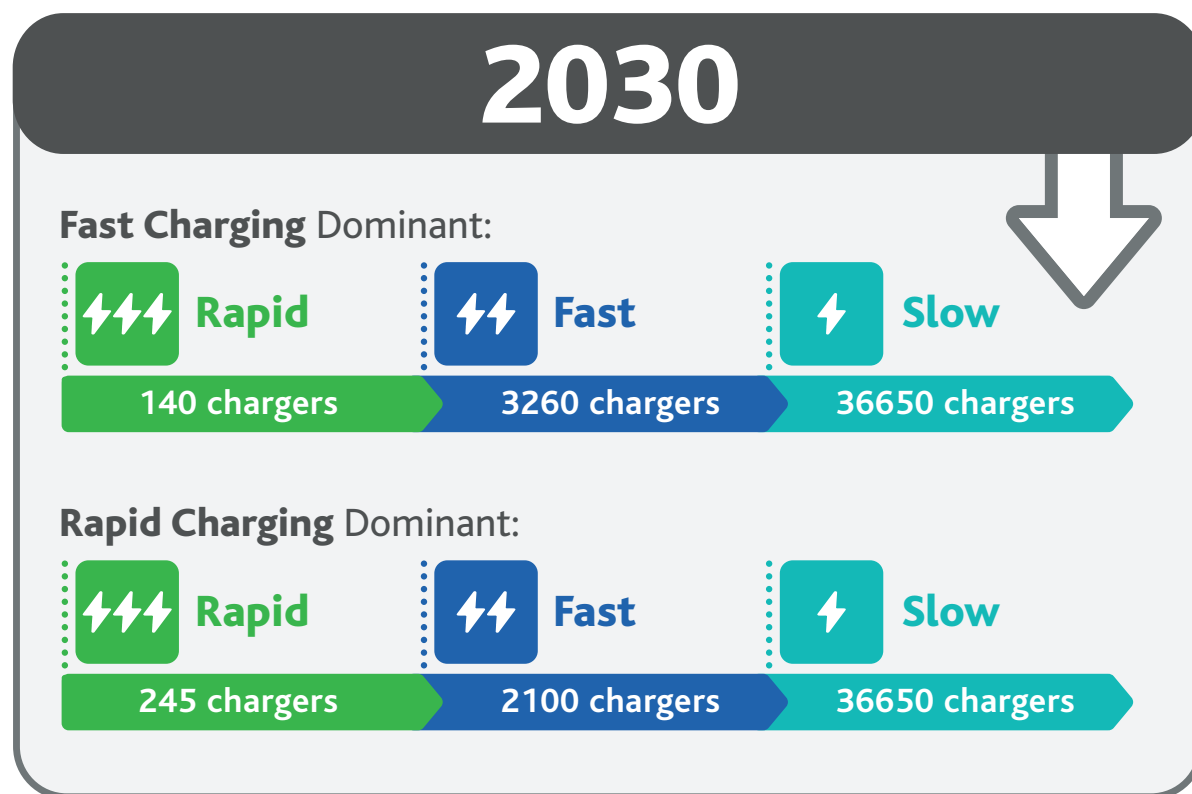 2030
Fast Charging Dominant:
Rapid Fast Slow
140 chargers 3260 chargers 36650 chargers
Rapid Charging Dominant:
Rapid Fast Slow
245 chargers 2100 chargers 36650 chargers